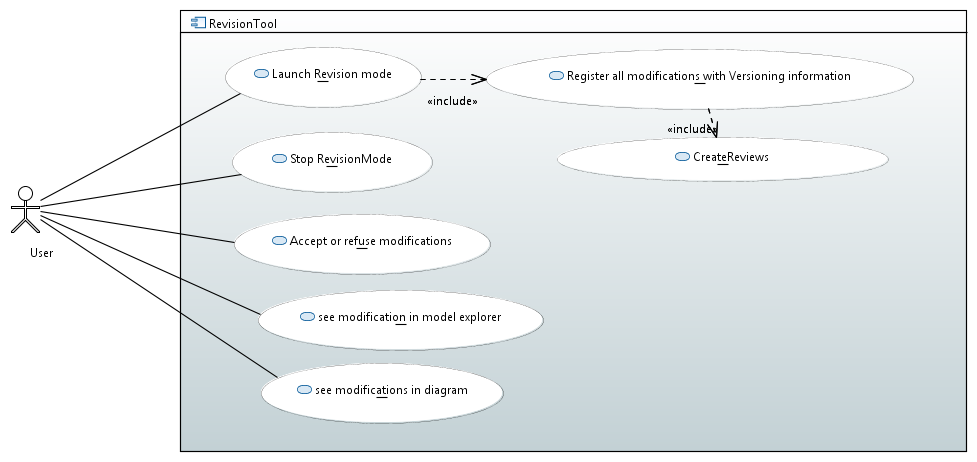 RevisionTool
Launch Revision mode
Register all modifications with Versioning information
«include»
«include»
CreateReviews
Stop RevisionMode
User
Accept or refuse modifications
see modification in model explorer
see modifications in diagram